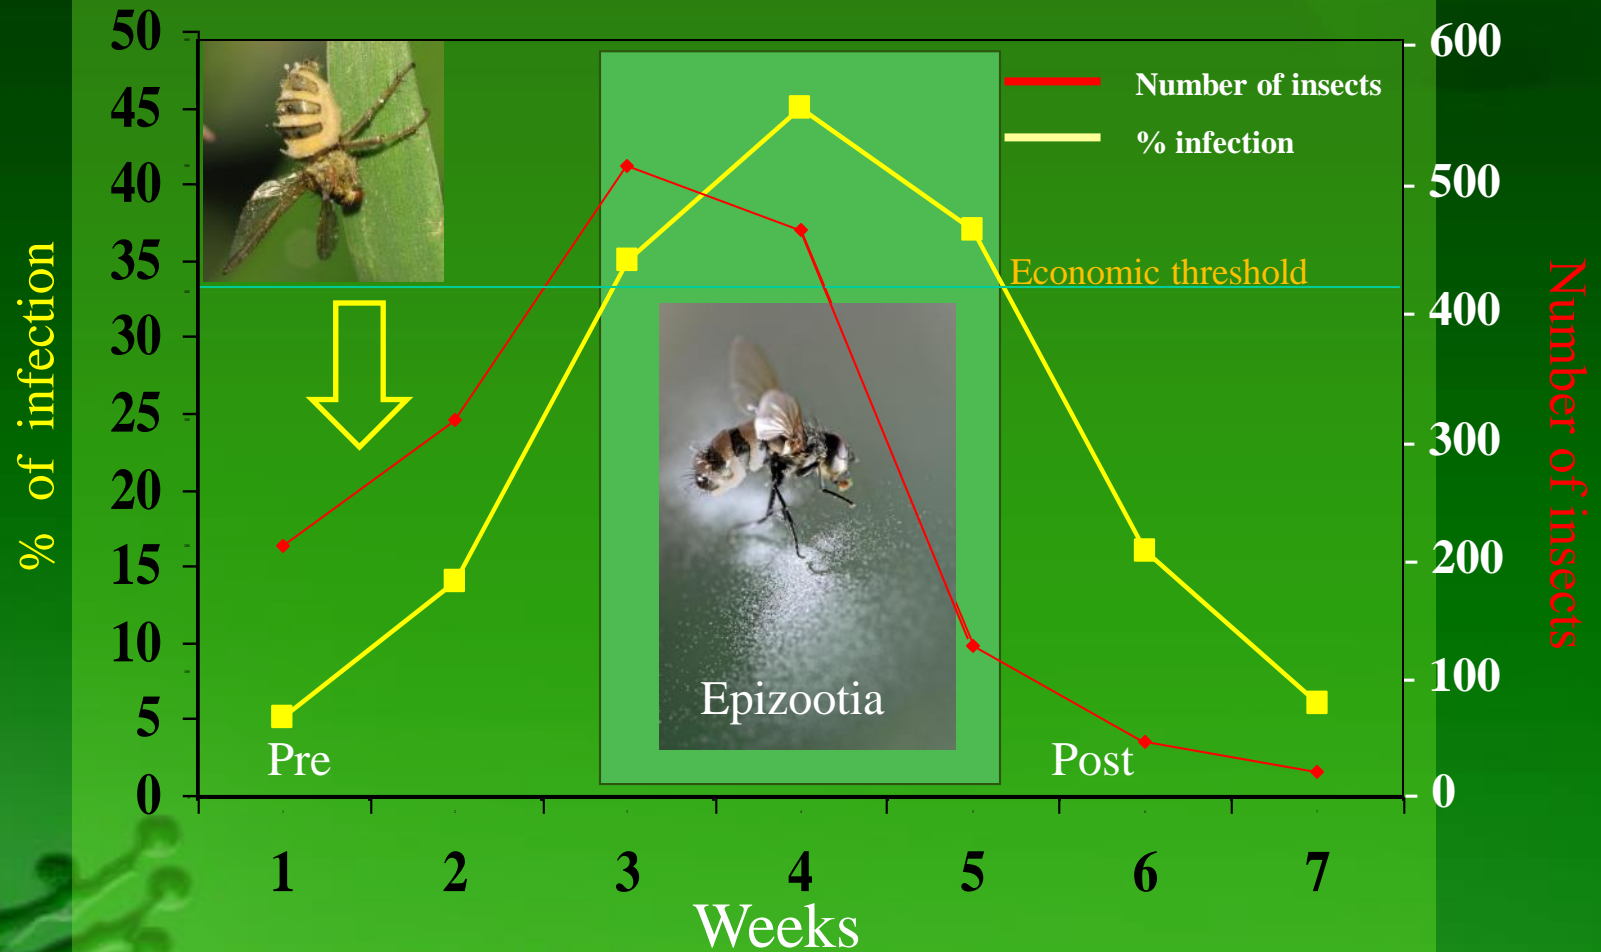 50
45
40
35
30
25
20
15
10
5
0
% of infection
600
500
400
300
200
100
0
Number of insects
Number of insects
% infection
Economic threshold
Epizootia
Pre
Post
1 2 3 4 5 6 7
Weeks